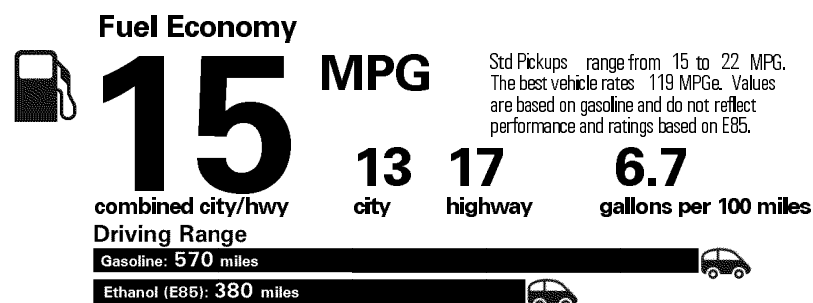 Fuel Economy
15 MPG
Std Pickups range from 15 to 22 MPG.
The best vehicle rates 119 MPGe. Values
are based on gasoline and do not reflect
performance and ratings based on E85.
13 17 6.7
combined city/hwy city highway gallons per 100 miles
Driving Range
Gasoline: 570 miles
Ethanol (E85): 380 miles